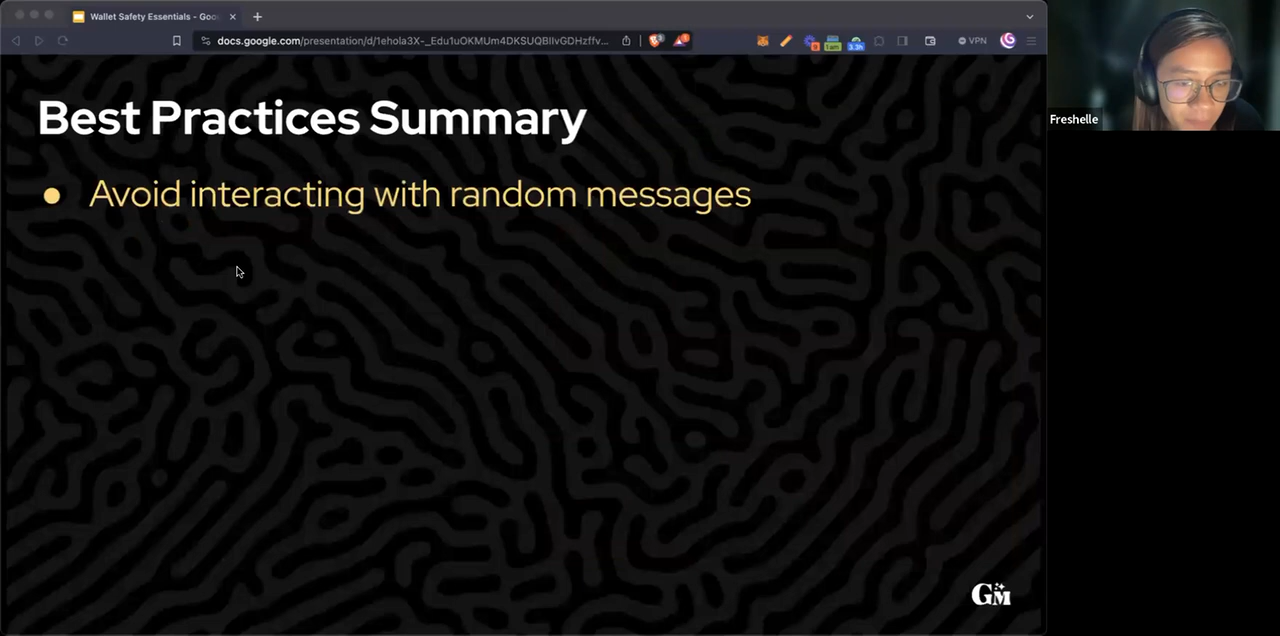 Wallet Safety Essentials - Goo
docs.google.com/presentation/d/1ehola3X-_Edu1uOKMUm4DKSUQBIIvGDHzffv...
VPN
Best Practices Summary
Avoid interacting with random messages
Freshelle
GM